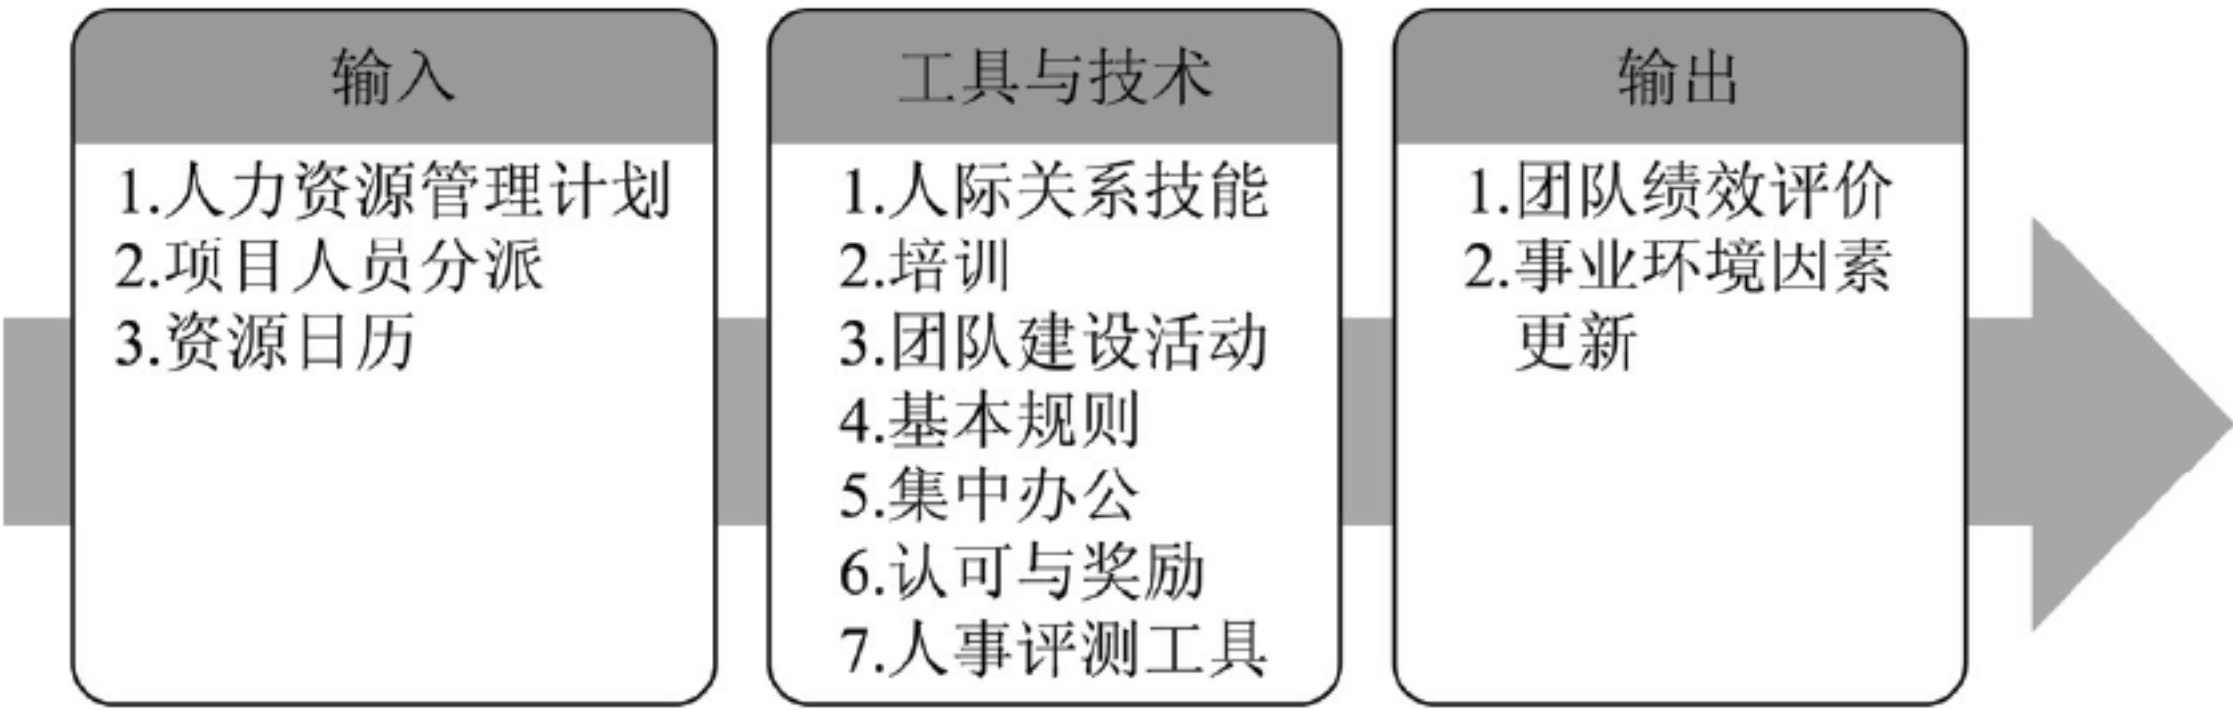 输入
1.人力资源管理计划
2.项目人员分派
3.资源日历
工具与技术
1.人际关系技能
2.培训
3.团队建设活动
4.基本规则
5.集中办公
6.认可与奖励
7.人事评测工具
输出
1.团队绩效评价
2.事业环境因素
更新